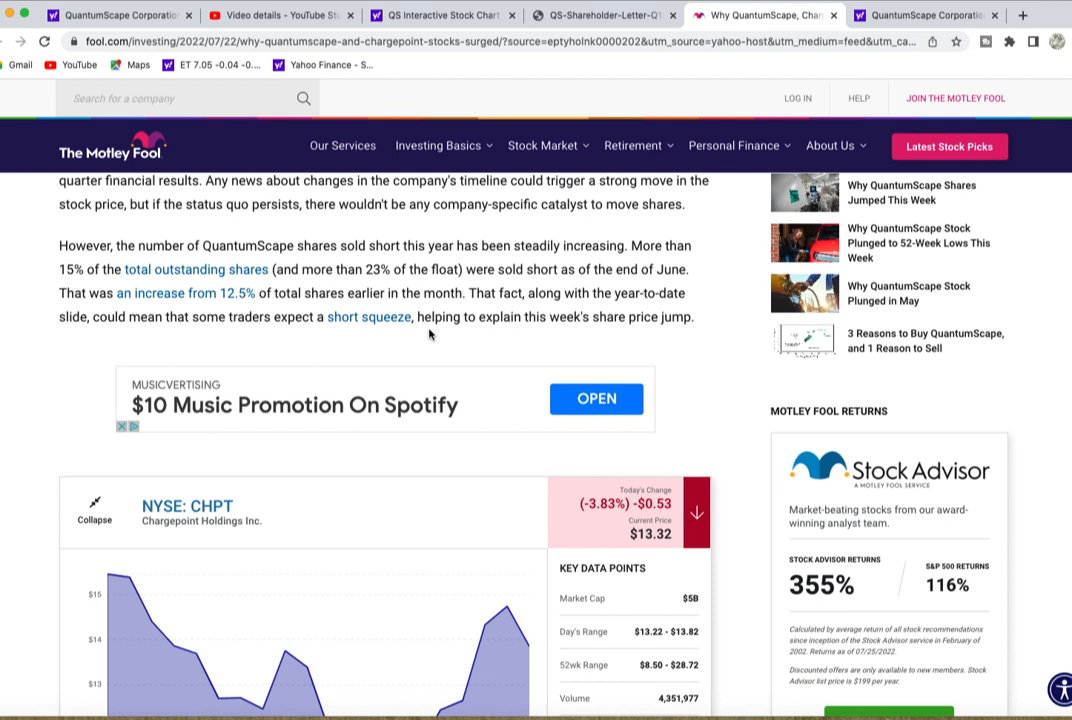 QuantumScape Corporatio
Video details - YouTube Stu
QS Interactive Stock Chart
QS-Shareholder-Letter-Q1
Why QuantumScape, Char
QuantumScape Corporatio
fool.com/investing/2022/07/22/why-quantumscape-and-chargepoint-stocks-surged/?source=eptyholnk0000202&utm_source=yahoo-host&utm_medium=feed&utm_ca...
Gmail
YouTube
Maps
ET 7.05 -0.04 -0....
Yahoo Finance - S...
Search for a company
LOG IN
HELP
JOIN THE MOTLEY FOOL
The Motley Fool
Our Services
Investing Basics
Stock Market
Retirement
Personal Finance
About Us
Latest Stock Picks
quarter financial results. Any news about changes in the company's timeline could trigger a strong move in the
stock price, but if the status quo persists, there wouldn't be any company-specific catalyst to move shares.
However, the number of QuantumScape shares sold short this year has been steadily increasing. More than
15% of the total outstanding shares (and more than 23% of the float) were sold short as of the end of June.
That was an increase from 12.5% of total shares earlier in the month. That fact, along with the year-to-date
slide, could mean that some traders expect a short squeeze, helping to explain this week's share price jump.
MUSICVERTISING
$10 Music Promotion On Spotify
OPEN
Collapse
NYSE: CHPT
Chargepoint Holdings Inc.
Today's Change
(-3.83%) -$0.53
Current Price
$13.32
$15
$14
$13
KEY DATA POINTS
Market Cap
$5B
Day's Range
$13.22 - $13.82
52wk Range
$8.50 - $28.72
Volume
4,351,977
Why QuantumScape Shares
Jumped This Week
Why QuantumScape Stock
Plunged to 52-Week Lows This
Week
Why QuantumScape Stock
Plunged in May
3 Reasons to Buy QuantumScape,
and 1 Reason to Sell
MOTLEY FOOL RETURNS
Stock Advisor
A MOTLEY FOOL SERVICE
Market-beating stocks from our award-
winning analyst team.
STOCK ADVISOR RETURNS
355%
S&P 500 RETURNS
116%
Calculated by average return of all stock recommendations
since inception of the Stock Advisor service in February of
2002. Returns as of 07/25/2022.
Discounted offers are only available to new members. Stock
Advisor list price is $199 per year.